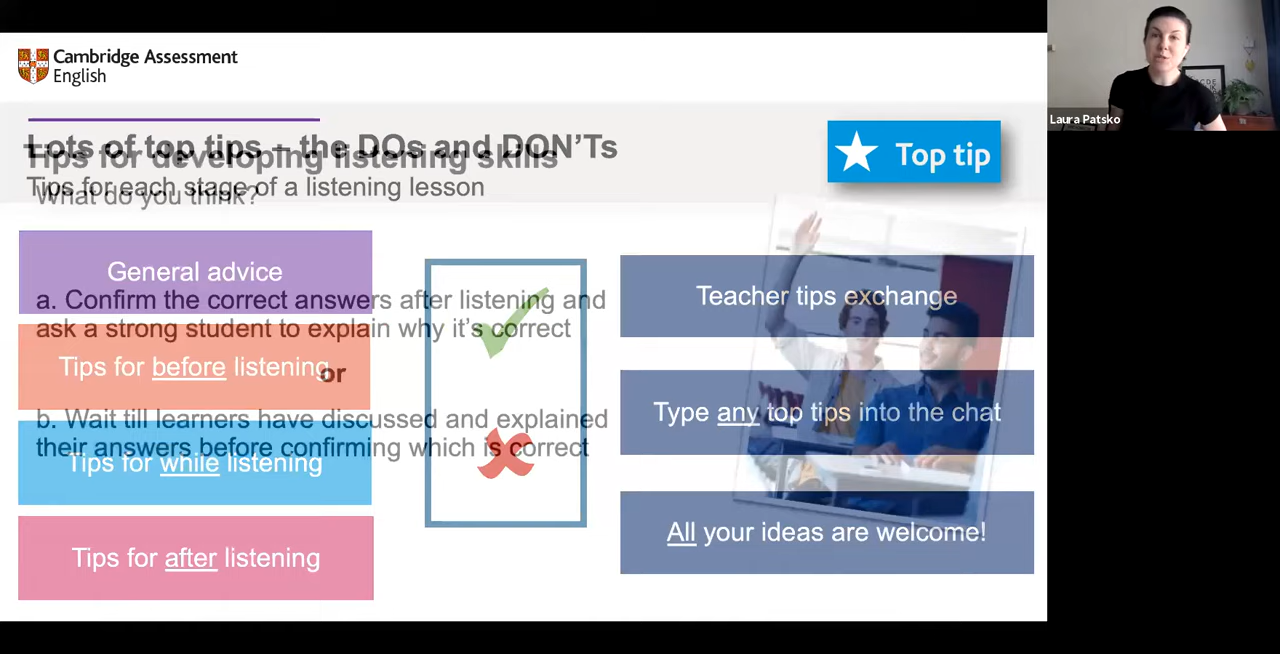 Cambridge Assessment
English
Lots of top tips – the DOs and DON'Ts
Tips for developing listening skills
Tips for each stage of a listening lesson
What do you think?
Top tip
General advice
Tips for before listening
Tips for while listening
Tips for after listening
a. Confirm the correct answers after listening and
ask a strong student to explain why it's correct
or
b. Wait till learners have discussed and explained
their answers before confirming which is correct
Teacher tips exchange
Type any top tips into the chat
All your ideas are welcome!
Laura Patsko